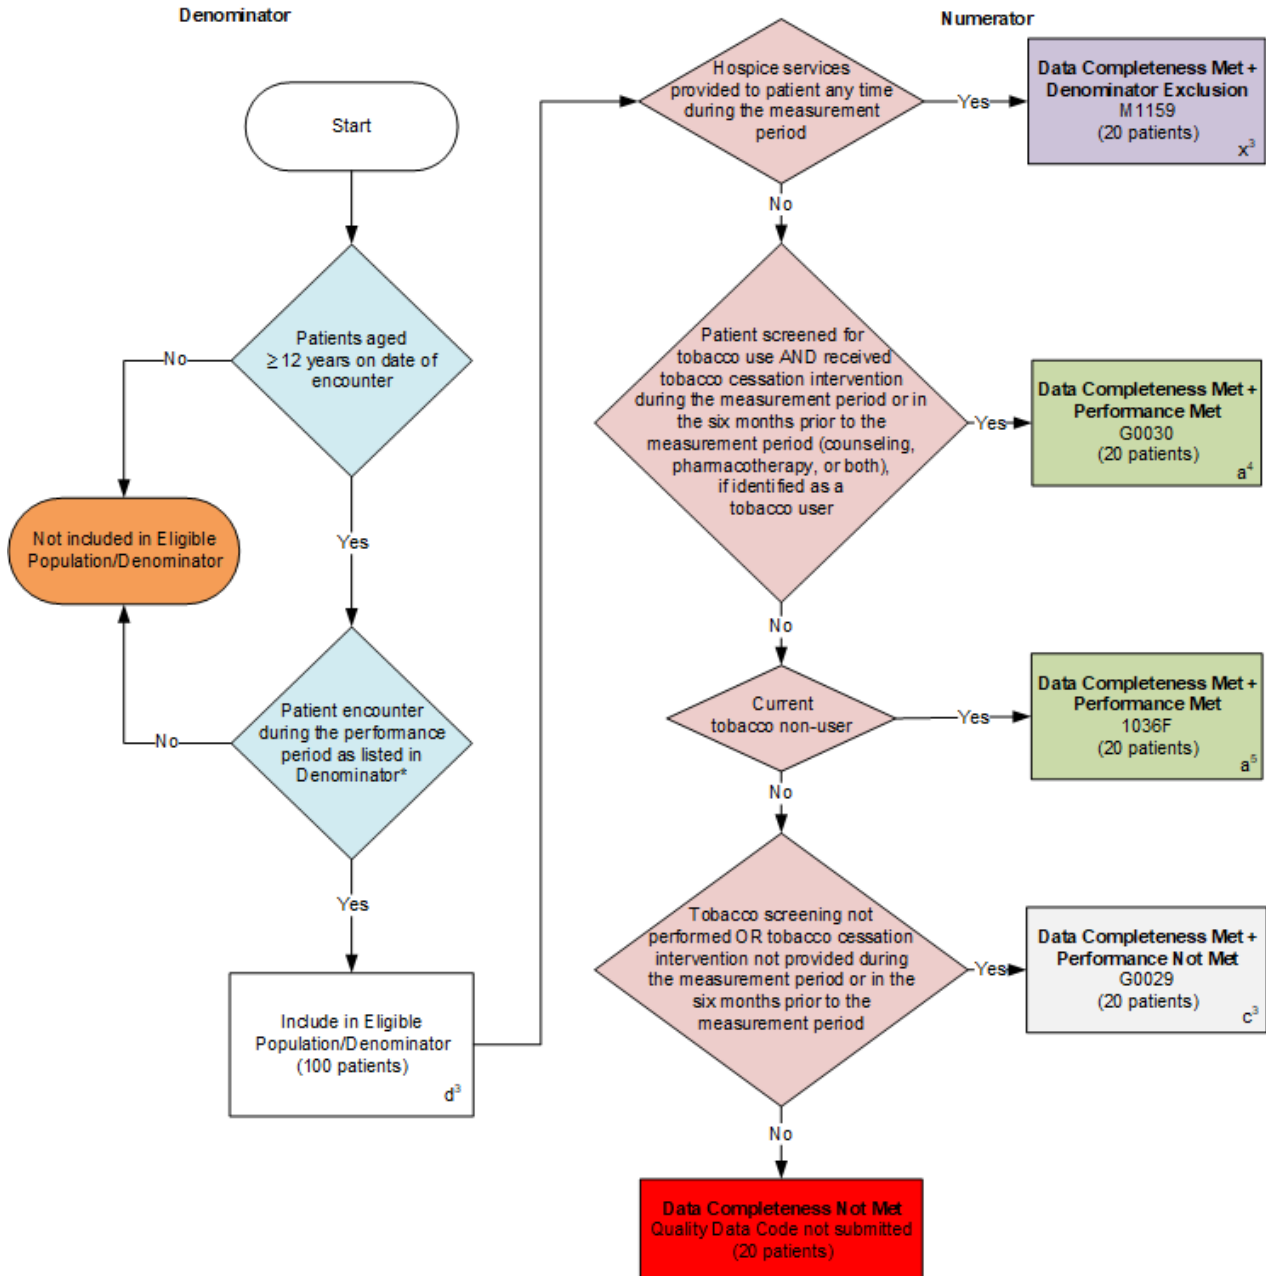 Denominator
Numerator
Start
Patients aged
≥ 12 years on date of
encounter
No
Yes
Not included in Eligible
Population/Denominator
Patient encounter
during the performance
period as listed in
Denominator*
No
Yes
Include in Eligible
Population/Denominator
(100 patients)
d³
Hospice services
provided to patient any time
during the measurement
period
Yes
Data Completeness Met +
Denominator Exclusion
M1159
(20 patients)
x³
No
Patient screened for
tobacco use AND received
tobacco cessation intervention
during the measurement period or in
the six months prior to the
measurement period (counseling,
pharmacotherapy, or both),
if identified as a
tobacco user
Yes
Data Completeness Met +
Performance Met
G0030
(20 patients)
a⁴
No
Current
tobacco non-user
Yes
Data Completeness Met +
Performance Met
1036F
(20 patients)
a⁵
No
Tobacco screening not
performed OR tobacco cessation
intervention not provided during
the measurement period or in the
six months prior to the
measurement period
Yes
Data Completeness Met +
Performance Not Met
G0029
(20 patients)
c³
No
Data Completeness Not Met
Quality Data Code not submitted
(20 patients)